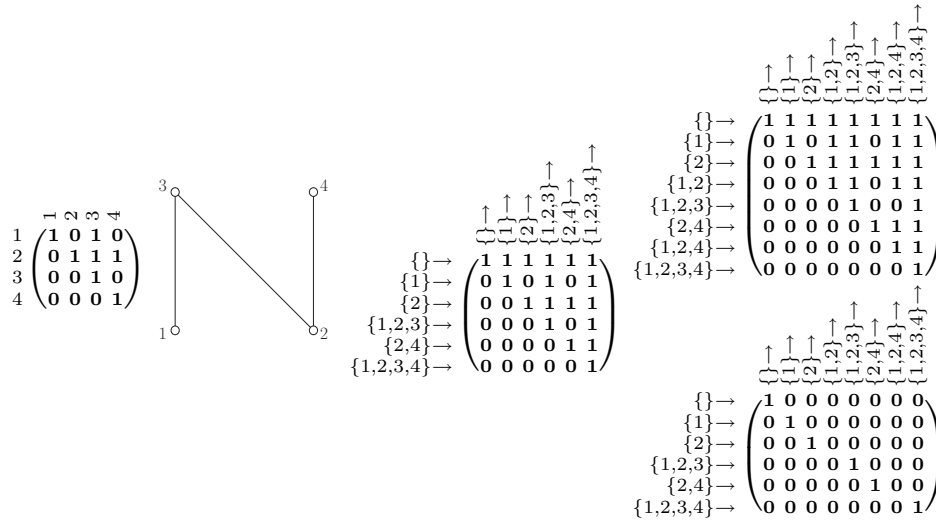 1 2 3 4
1 1 0 1 0
2 0 1 1 1
3 0 0 1 0
4 0 0 0 1
3 4
1 2
{}→ {1}→ {2}→ {1,2,3}→ {2,4}→ {1,2,3,4}→
{}→ 1 1 1 1 1 1
{1}→ 0 1 0 1 0 1
{2}→ 0 0 1 1 1 1
{1,2,3}→ 0 0 0 1 0 1
{2,4}→ 0 0 0 0 1 1
{1,2,3,4}→ 0 0 0 0 0 1
{}→ {1}→ {2}→ {1,2}→ {1,2,3}→ {2,4}→ {1,2,4}→ {1,2,3,4}→
{}→ 1 1 1 1 1 1 1 1
{1}→ 0 1 0 1 1 0 1 1
{2}→ 0 0 1 1 1 1 1 1
{1,2}→ 0 0 0 1 1 0 1 1
{1,2,3}→ 0 0 0 0 1 0 0 1
{2,4}→ 0 0 0 0 0 1 1 1
{1,2,4}→ 0 0 0 0 0 0 1 1
{1,2,3,4}→ 0 0 0 0 0 0 0 1
{}→ {1}→ {2}→ {1,2}→ {1,2,3}→ {2,4}→ {1,2,4}→ {1,2,3,4}→
{}→ 1 0 0 0 0 0 0 0
{1}→ 0 1 0 0 0 0 0 0
{2}→ 0 0 1 0 0 0 0 0
{1,2,3}→ 0 0 0 0 1 0 0 0
{2,4}→ 0 0 0 0 0 1 0 0
{1,2,3,4}→ 0 0 0 0 0 0 0 1